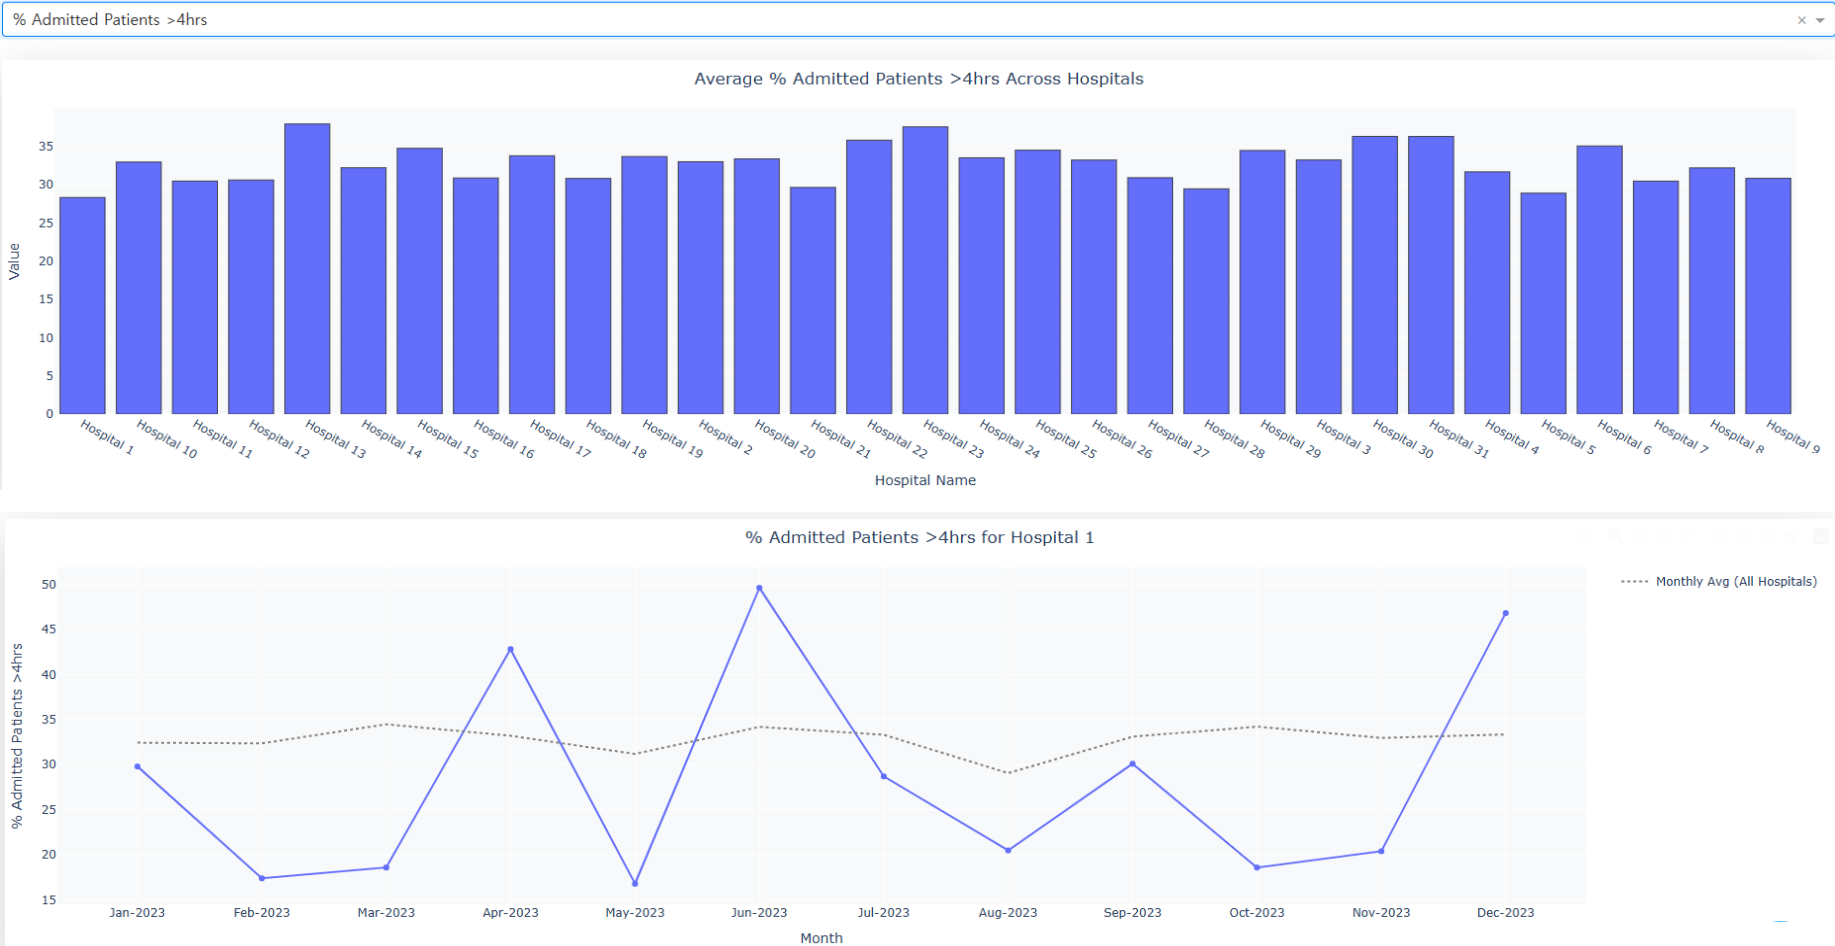 % Admitted Patients >4hrs
Average % Admitted Patients >4hrs Across Hospitals
Value
35
30
25
20
15
10
5
0
Hospital 1
Hospital 10
Hospital 11
Hospital 12
Hospital 13
Hospital 14
Hospital 15
Hospital 16
Hospital 17
Hospital 18
Hospital 19
Hospital 2
Hospital 20
Hospital 21
Hospital 22
Hospital 23
Hospital 24
Hospital 25
Hospital 26
Hospital 27
Hospital 28
Hospital 29
Hospital 3
Hospital 30
Hospital 31
Hospital 4
Hospital 5
Hospital 6
Hospital 7
Hospital 8
Hospital 9
Hospital Name
% Admitted Patients >4hrs for Hospital 1
Monthly Avg (All Hospitals)
% Admitted Patients >4hrs
50
45
40
35
30
25
20
15
Jan-2023
Feb-2023
Mar-2023
Apr-2023
May-2023
Jun-2023
Jul-2023
Aug-2023
Sep-2023
Oct-2023
Nov-2023
Dec-2023
Month